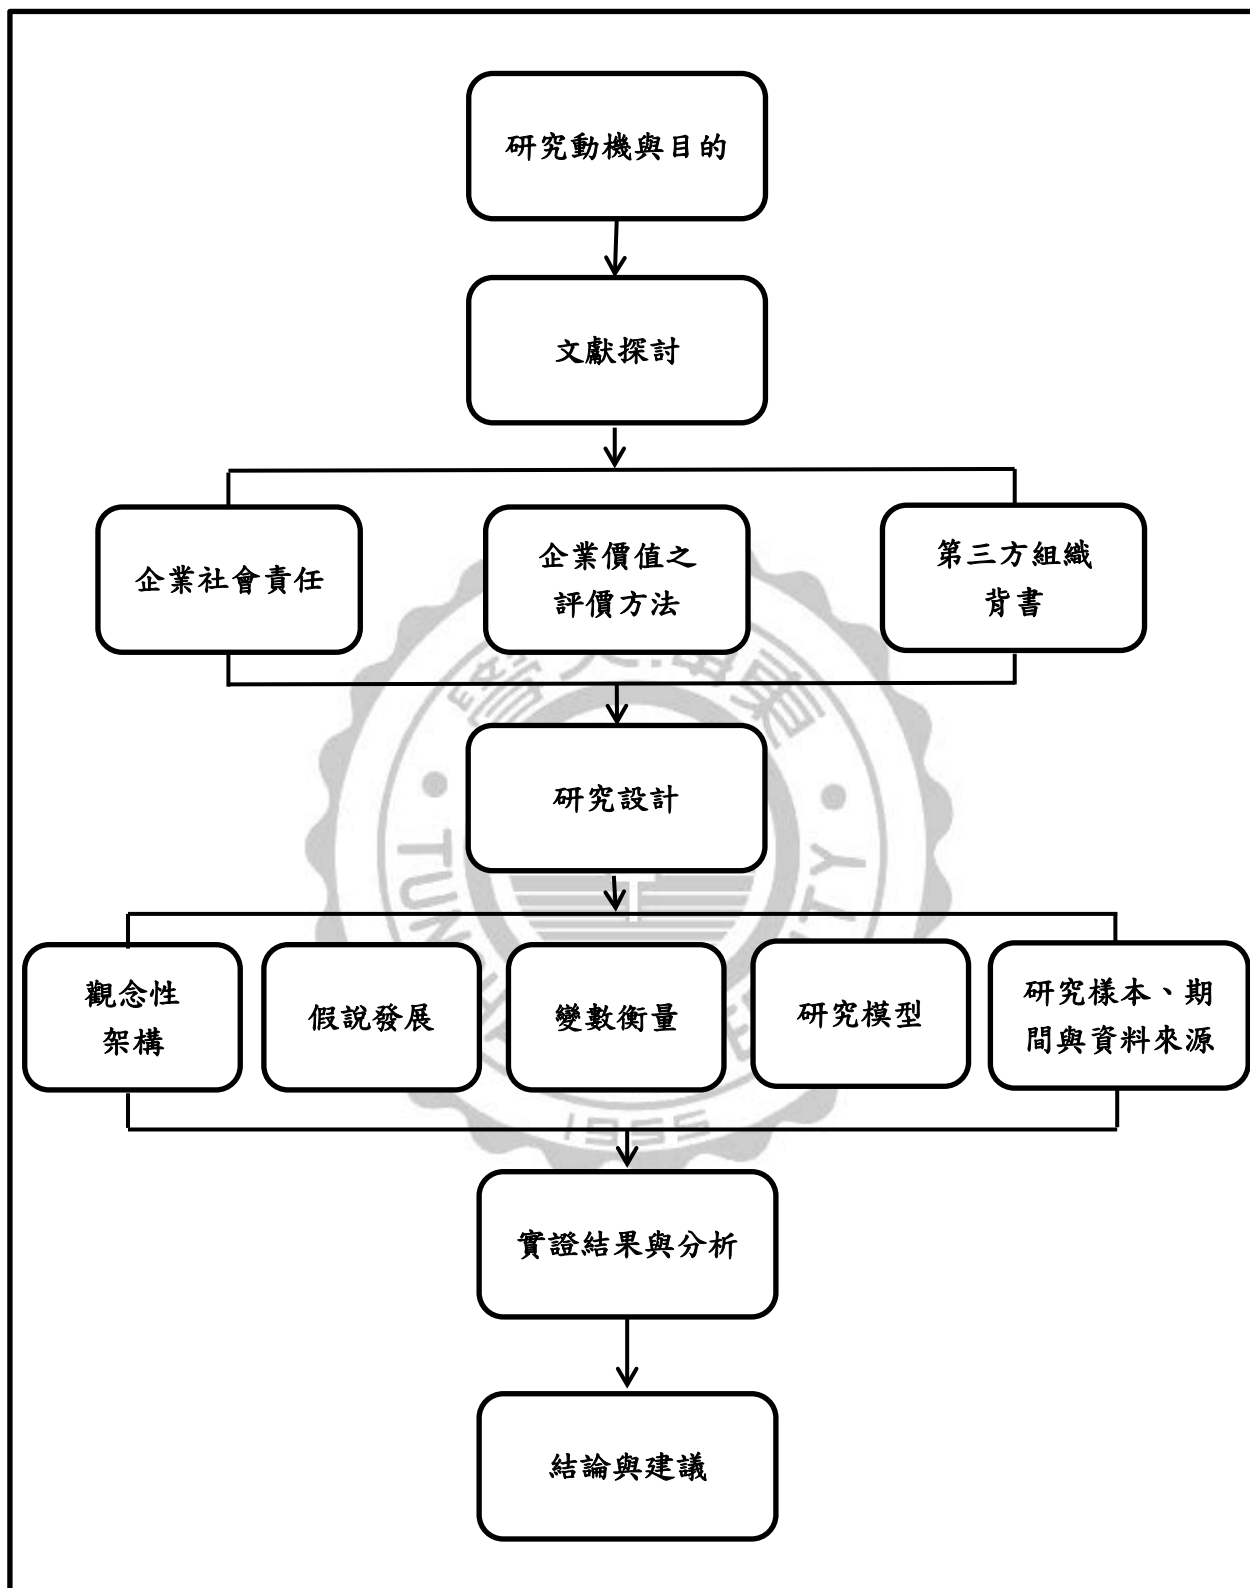 研究動機與目的
文獻探討
企業社會責任
企業價值之
評價方法
第三方組織
背書
研究設計
觀念性
架構
假說發展
變數衡量
研究模型
研究樣本、期
間與資料來源
1955
實證結果與分析
結論與建議